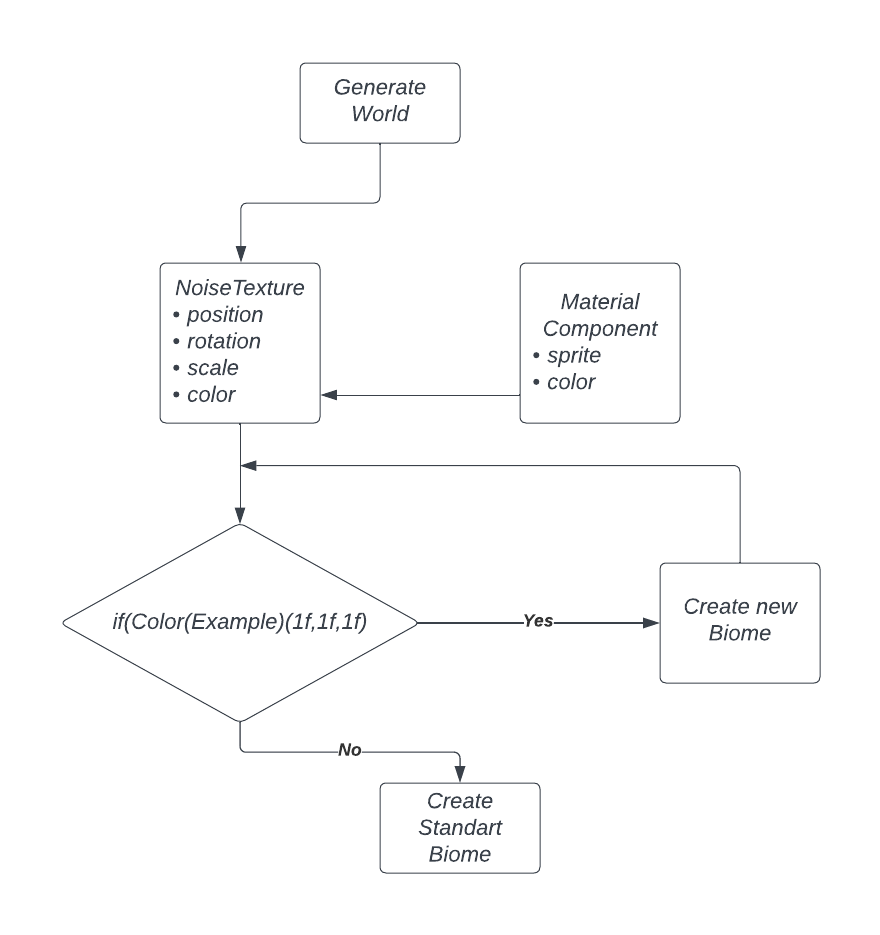 Generate
World
NoiseTexture
• position
• rotation
• scale
• color
Material
Component
• sprite
• color
if(Color(Example)(1f,1f,1f)
Yes
Create new
Biome
No
Create
Standart
Biome